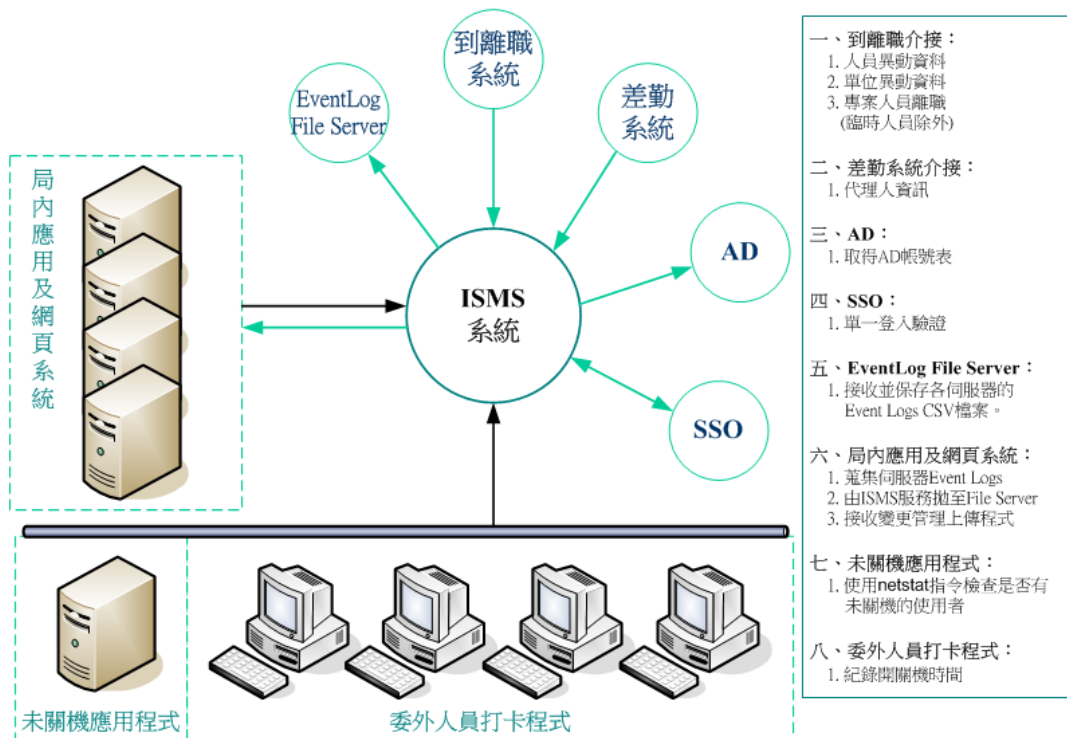 到離職
系統
EventLog
File Server
差勤
系統
AD
SSO
ISMS
系統
局內應用及網頁系統
未關機應用程式
委外人員打卡程式
一、到離職介接：
1. 人員異動資料
2. 單位異動資料
3. 專案人員離職
(臨時人員除外)
二、差勤系統介接：
1. 代理人資訊
三、AD：
1. 取得AD帳號表
四、SSO：
1. 單一登入驗證
五、EventLog File Server：
1. 接收並保存各伺服器的
Event Logs CSV檔案。
六、局內應用及網頁系統：
1. 蒐集伺服器Event Logs
2. 由ISMS服務拋至File Server
3. 接收變更管理上傳程式
七、未關機應用程式：
1. 使用netstat指令檢查是否有
未關機的使用者
八、委外人員打卡程式：
1. 紀錄開關機時間